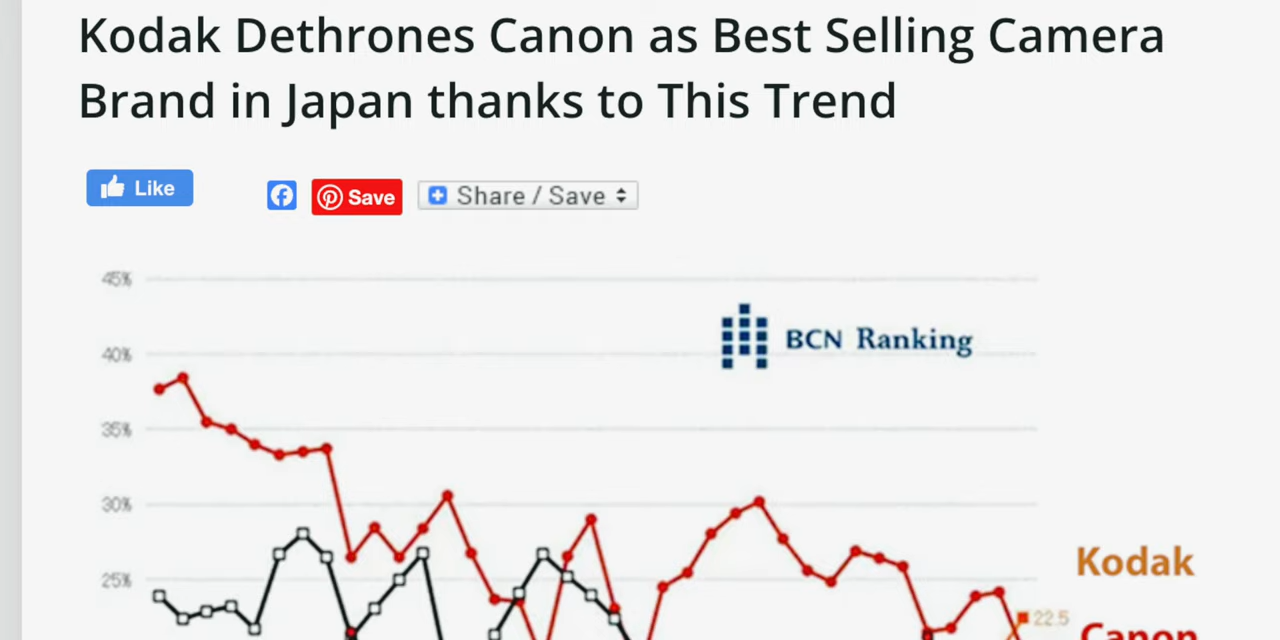 Kodak Dethrones Canon as Best Selling Camera
Brand in Japan thanks to This Trend
Like
Save
Share / Save
45%
BCN Ranking
40%
35%
30%
Kodak
25%
22.5
Canon